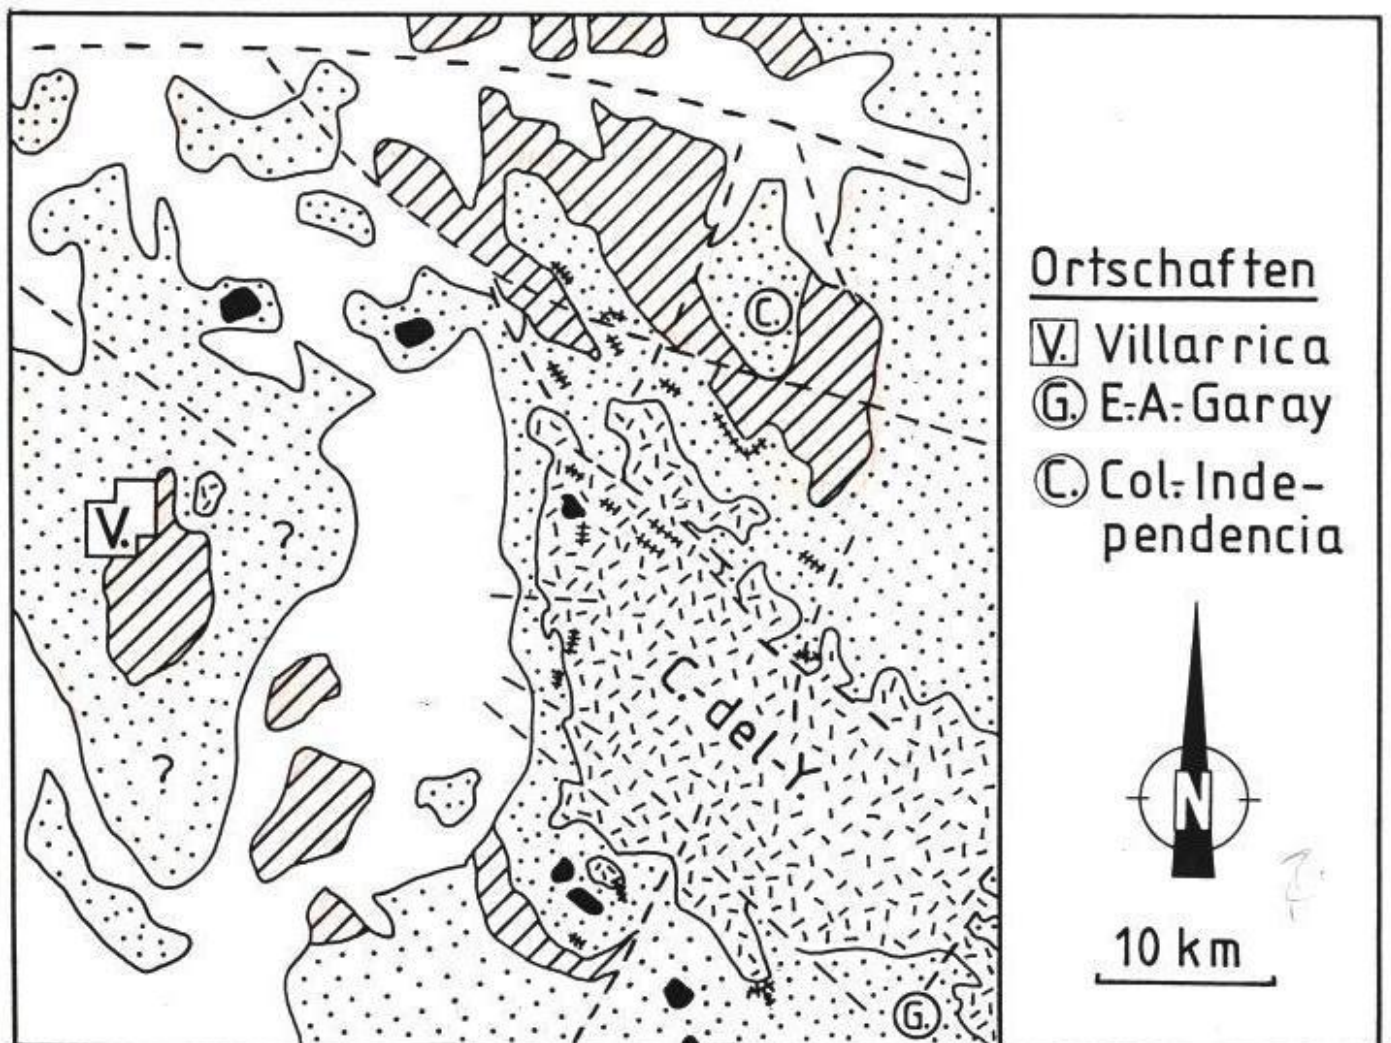 C.
V.
?
C.-del-Y.
?
G.
Ortschaften
V. Villarrica
G. E.-A.-Garay
C. Col.-Inde-
pendencia
N
10 km